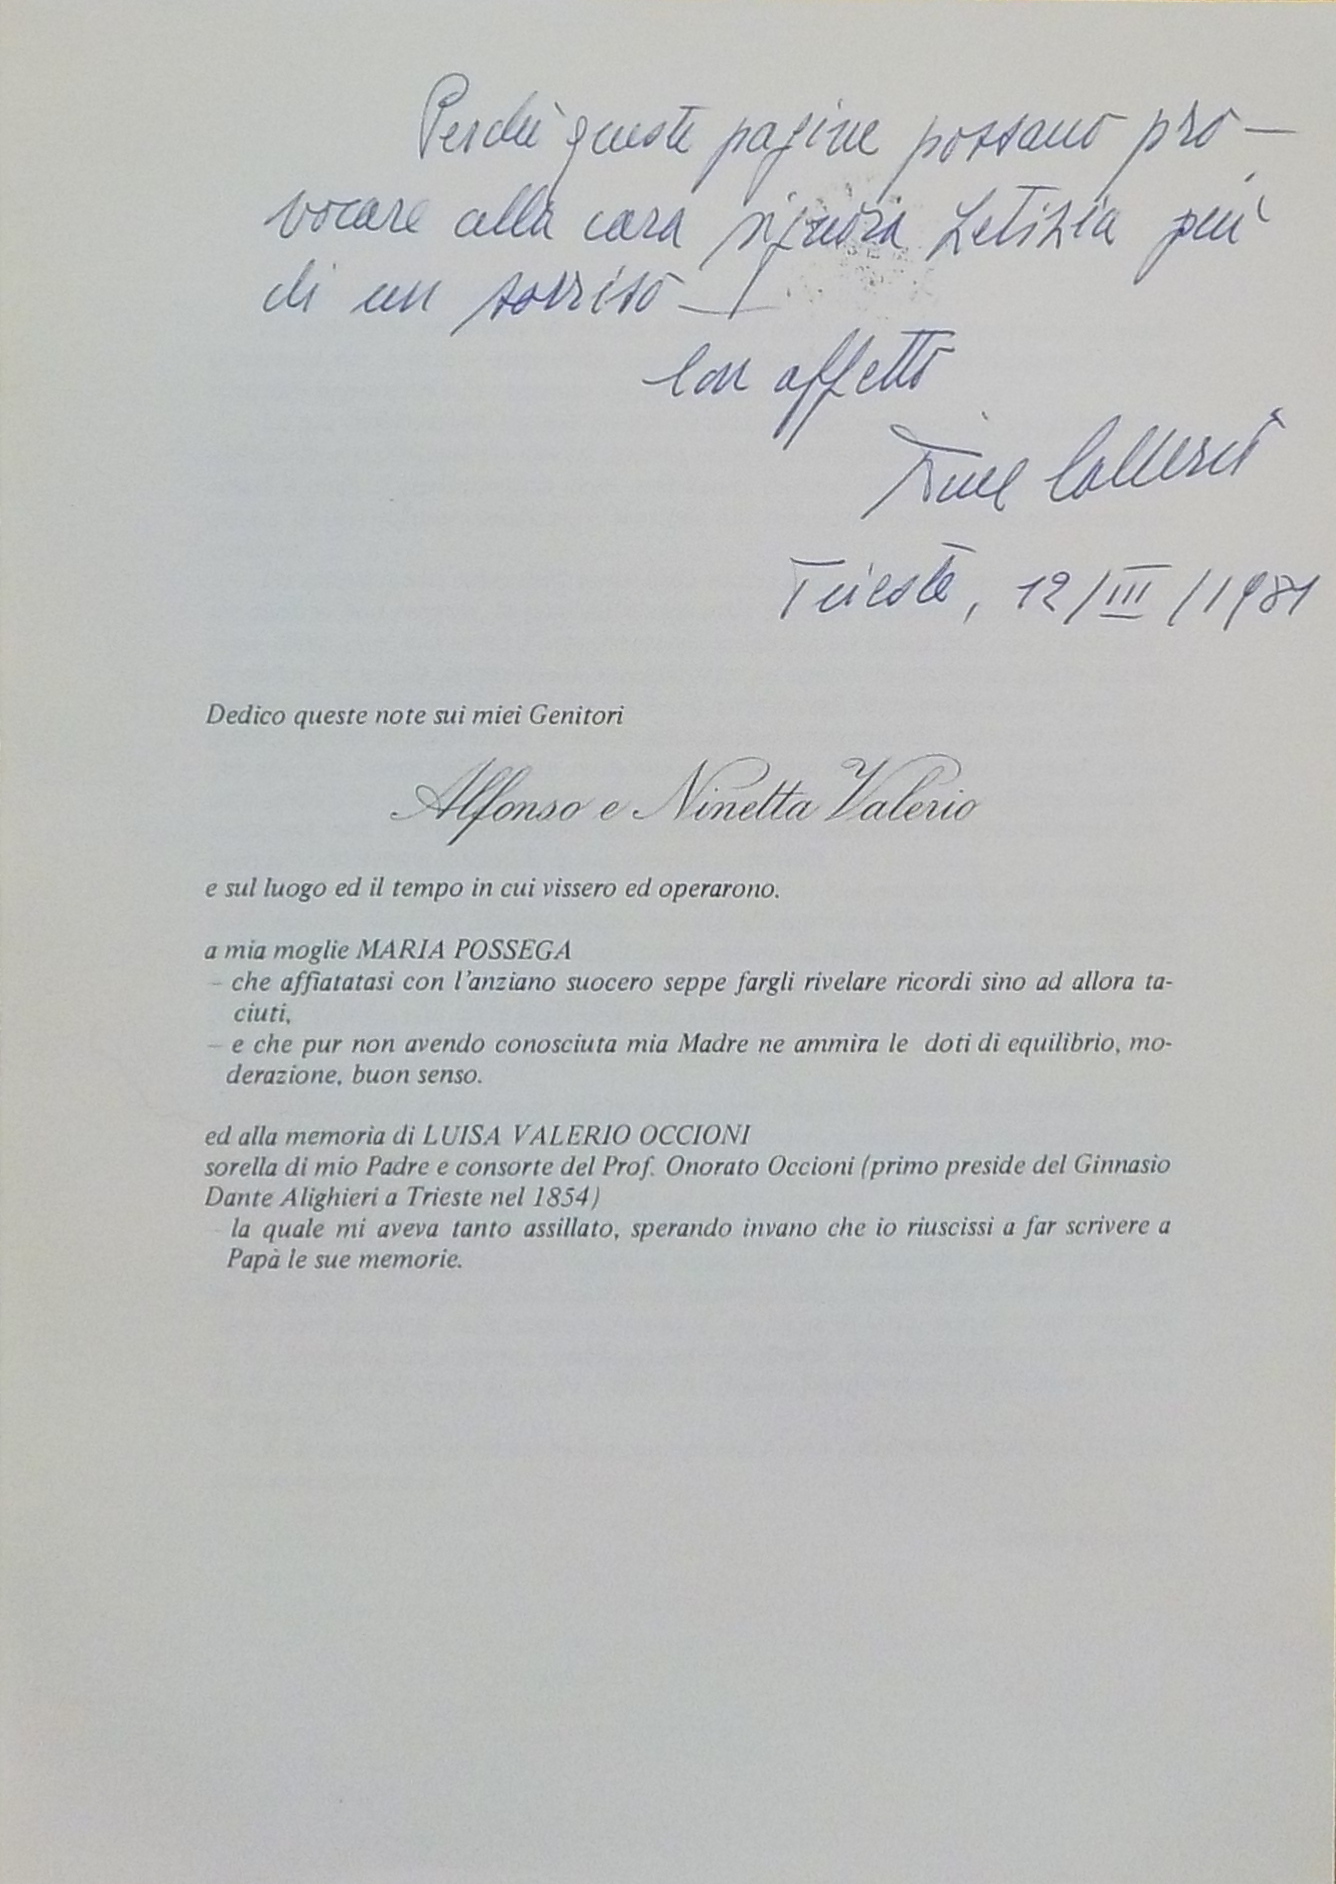 Perchè queste pagine possano pro-
vocare alla cara signora Letizia più
di un sorriso
Con affetto
Trieste, 12/III/1981
Dedico queste note sui miei Genitori
Alfonso e Ninetta Valerio
e sul luogo ed il tempo in cui vissero ed operarono.
a mia moglie MARIA POSSEGA
– che affiatatasi con l'anziano suocero seppe fargli rivelare ricordi sino ad allora ta-
ciuti,
– e che pur non avendo conosciuta mia Madre ne ammira le doti di equilibrio, mo-
derazione, buon senso.
ed alla memoria di LUISA VALERIO OCCIONI
sorella di mio Padre e consorte del Prof. Onorato Occioni (primo preside del Ginnasio
Dante Alighieri a Trieste nel 1854)
– la quale mi aveva tanto assillato, sperando invano che io riuscissi a far scrivere a
Papà le sue memorie.